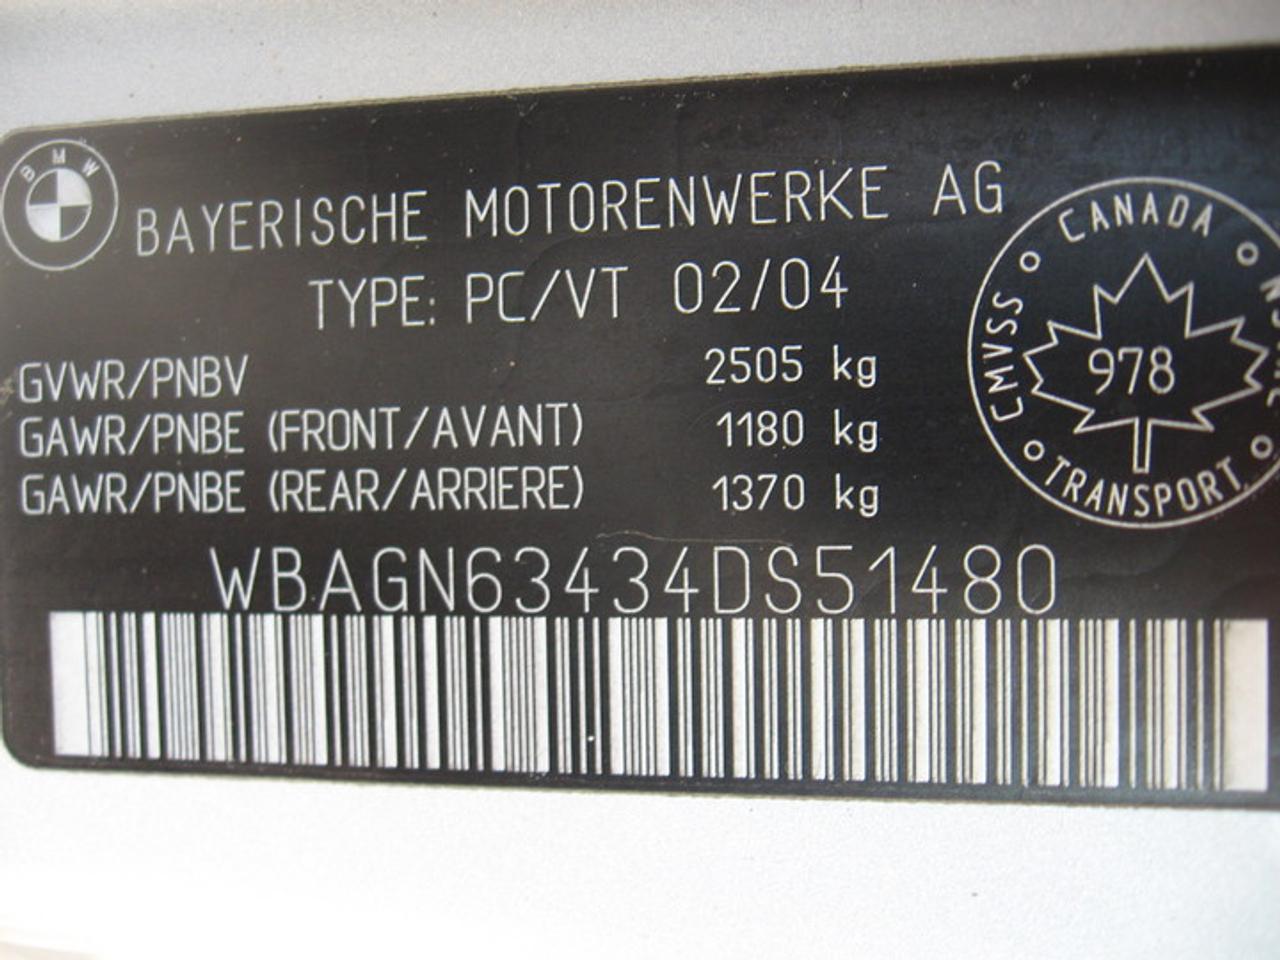 BMW
BAYERISCHE MOTORENWERKE AG
TYPE: PC/VT 02/04
GVWR/PNBV 2505 kg
GAWR/PNBE (FRONT/AVANT) 1180 kg
GAWR/PNBE (REAR/ARRIERE) 1370 kg
WBAGN63434DS51480
CANADA
CMVSS
978
TRANSPORT